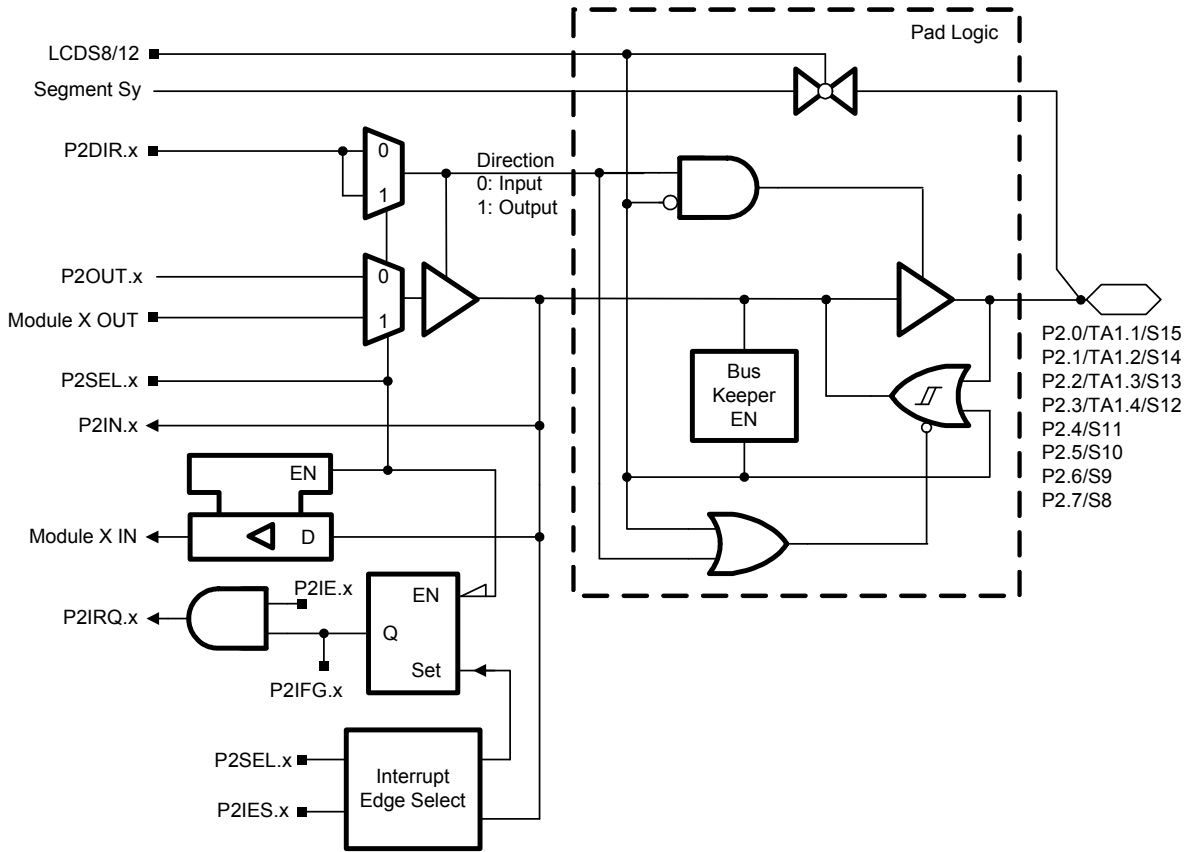 Pad Logic
LCDS8/12
Segment Sy
P2DIR.x
0
1
Direction
0: Input
1: Output
P2OUT.x
0
Module X OUT
1
P2SEL.x
P2IN.x
Bus
Keeper
EN
P2.0/TA1.1/S15
P2.1/TA1.2/S14
P2.2/TA1.3/S13
P2.3/TA1.4/S12
P2.4/S11
P2.5/S10
P2.6/S9
P2.7/S8
EN
Module X IN
D
P2IE.x
EN
P2IRQ.x
Q
Set
P2IFG.x
P2SEL.x
Interrupt
Edge Select
P2IES.x